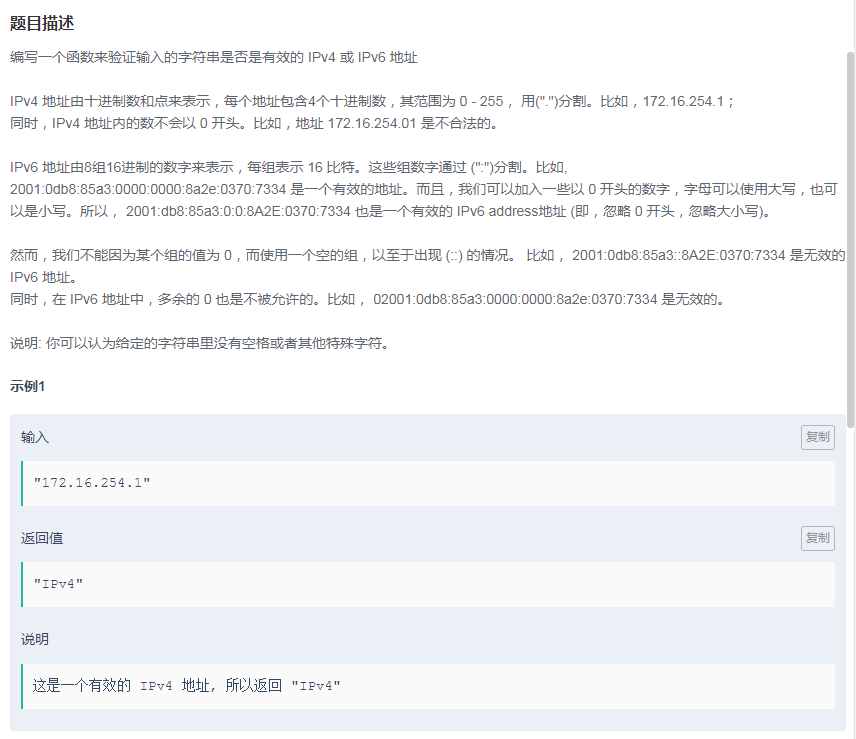 题目描述
编写一个函数来验证输入的字符串是否是有效的 IPv4 或 IPv6 地址
IPv4 地址由十进制数和点来表示，每个地址包含4个十进制数，其范围为 0 - 255， 用(".")分割。比如，172.16.254.1；
同时，IPv4 地址内的数不会以 0 开头。比如，地址 172.16.254.01 是不合法的。
IPv6 地址由8组16进制的数字来表示，每组表示 16 比特。这些组数字通过 (":")分割。比如,
2001:0db8:85a3:0000:0000:8a2e:0370:7334 是一个有效的地址。而且，我们可以加入一些以 0 开头的数字，字母可以使用大写，也可
以是小写。所以， 2001:db8:85a3:0:0:8A2E:0370:7334 也是一个有效的 IPv6 address地址 (即，忽略 0 开头，忽略大小写)。
然而，我们不能因为某个组的值为 0，而使用一个空的组，以至于出现 (::) 的情况。 比如， 2001:0db8:85a3::8A2E:0370:7334 是无效的
IPv6 地址。
同时，在 IPv6 地址中，多余的 0 也是不被允许的。比如， 02001:0db8:85a3:0000:0000:8a2e:0370:7334 是无效的。
说明: 你可以认为给定的字符串里没有空格或者其他特殊字符。
示例1
输入
复制
"172.16.254.1"
返回值
复制
"IPv4"
说明
这是一个有效的 IPv4 地址, 所以返回 "IPv4"